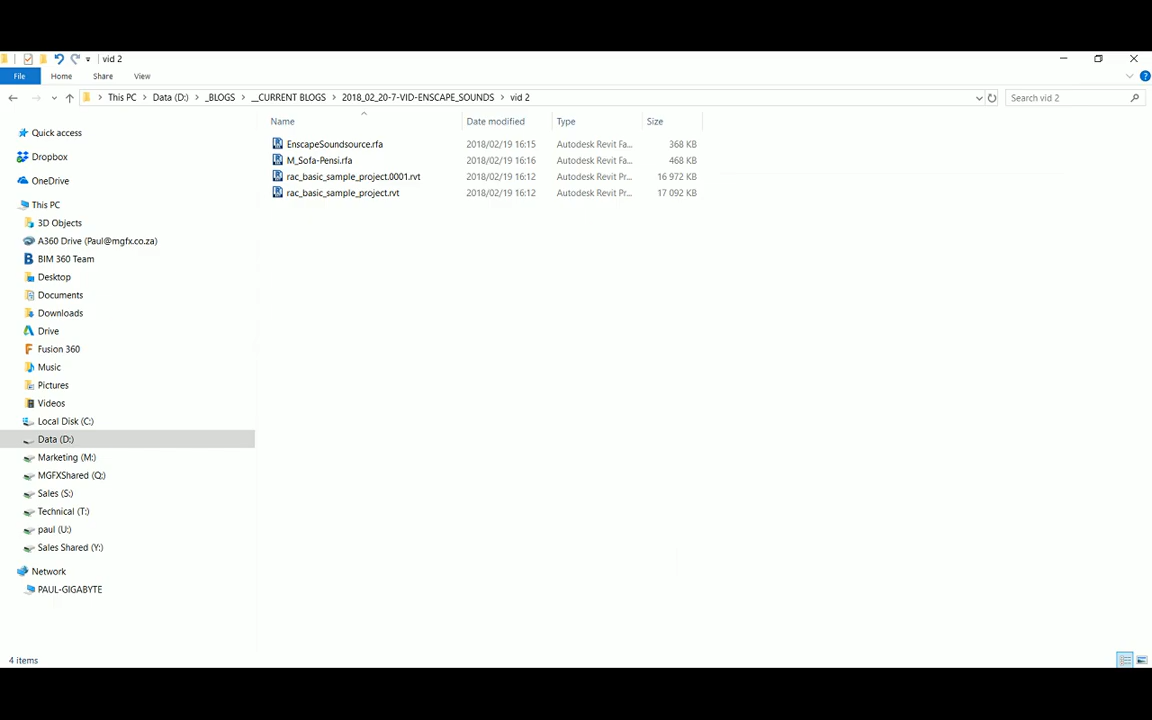 vid 2
File Home Share View
This PC Data (D:) _BLOGS __CURRENT BLOGS 2018_02_20-7-VID-ENSCAPE_SOUNDS vid 2 Search vid 2
Name Date modified Type Size
EnscapeSoundsource.rfa 2018/02/19 16:15 Autodesk Revit Fa... 368 KB
M_Sofa-Pensi.rfa 2018/02/19 16:16 Autodesk Revit Fa... 468 KB
rac_basic_sample_project.0001.rvt 2018/02/19 16:12 Autodesk Revit Pr... 16 972 KB
rac_basic_sample_project.rvt 2018/02/19 16:12 Autodesk Revit Pr... 17 092 KB
Quick access
Dropbox
OneDrive
This PC
3D Objects
A360 Drive (Paul@mgfx.co.za)
BIM 360 Team
Desktop
Documents
Downloads
Drive
Fusion 360
Music
Pictures
Videos
Local Disk (C:)
Data (D:)
Marketing (M:)
MGFXShared (Q:)
Sales (S:)
Technical (T:)
paul (U:)
Sales Shared (Y:)
Network
PAUL-GIGABYTE
4 items